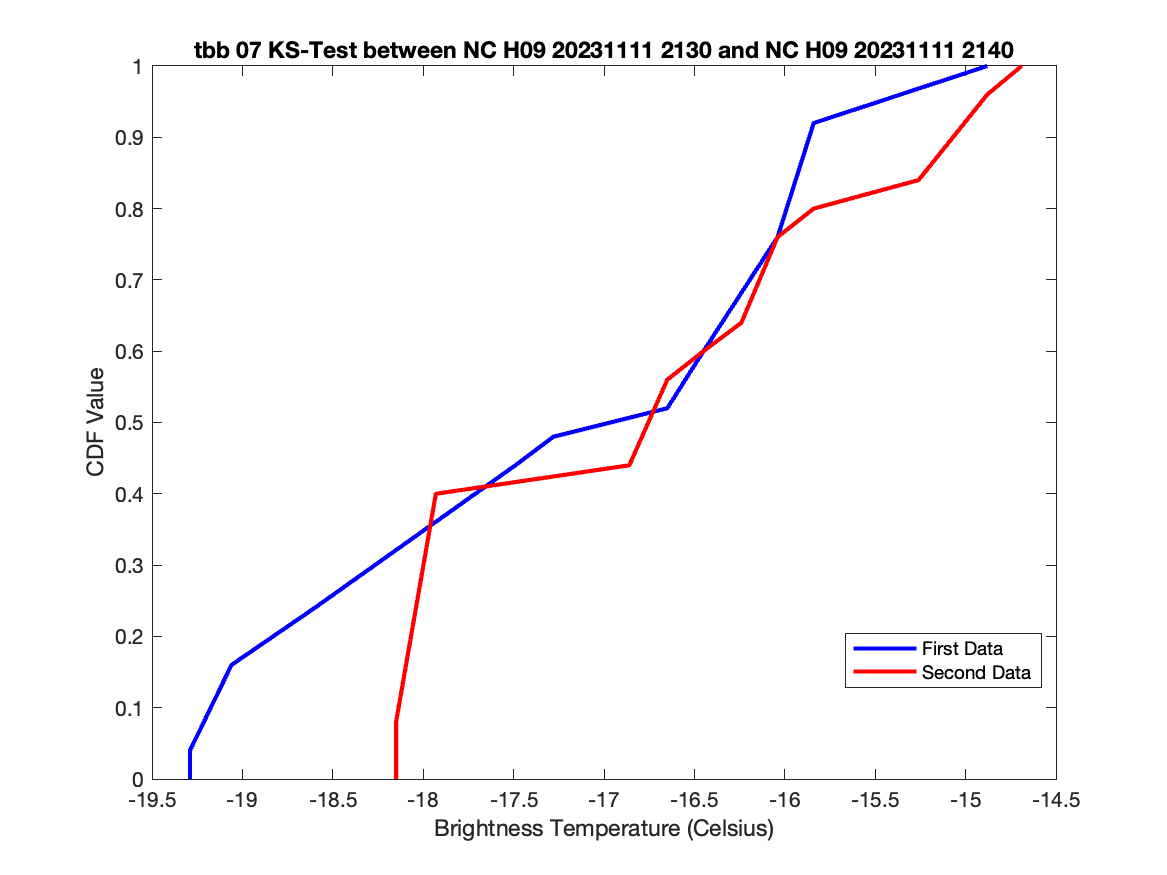 tbb 07 KS-Test between NC H09 20231111 2130 and NC H09 20231111 2140
1
0.9
0.8
0.7
0.6
0.5
0.4
0.3
0.2
0.1
0
CDF Value
First Data
Second Data
-19.5 -19 -18.5 -18 -17.5 -17 -16.5 -16 -15.5 -15 -14.5
Brightness Temperature (Celsius)